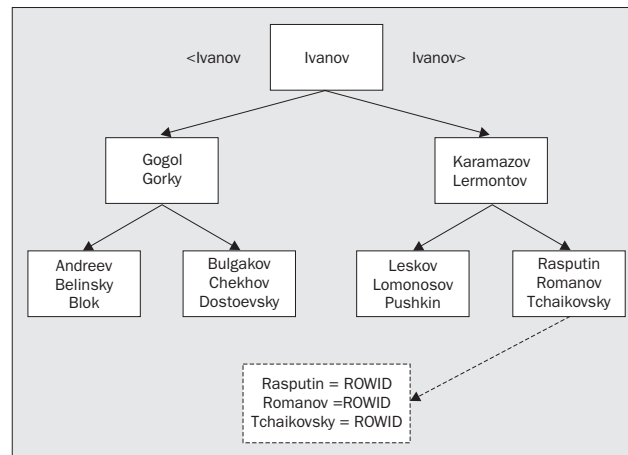 <Ivanov
Ivanov
Ivanov>
Gogol
Gorky
Karamazov
Lermontov
Andreev
Belinsky
Blok
Bulgakov
Chekhov
Dostoevsky
Leskov
Lomonosov
Pushkin
Rasputin
Romanov
Tchaikovsky
Rasputin = ROWID
Romanov =ROWID
Tchaikovsky = ROWID